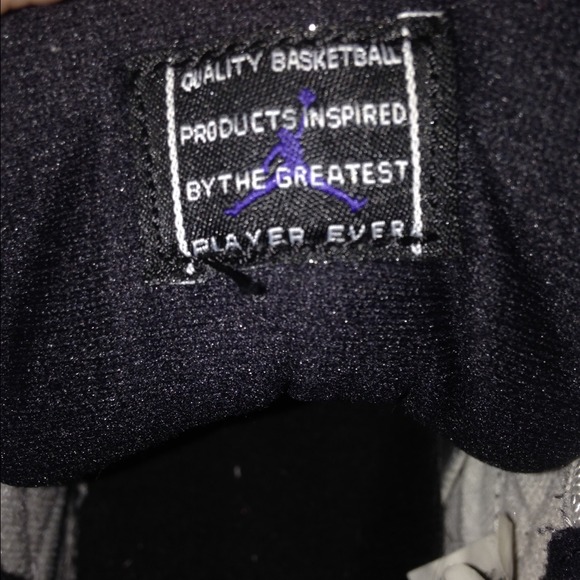 QUALITY BASKETBALL
PRODUCTS INSPIRED
BY THE GREATEST
PLAYER EVER